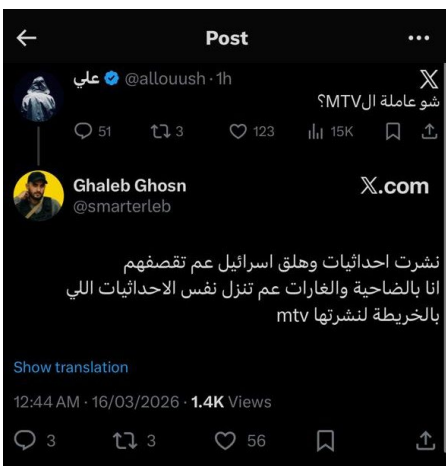 Post
علي @allouush · 1h
شو عاملة الMTV؟
51 3 123 15K
Ghaleb Ghosn
@smarterleb
X.com
نشرت احداثيات وهلق اسرائيل عم تقصفهم
انا بالضاحية والغارات عم تنزل نفس الاحداثيات اللي
بالخريطة لنشرتها mtv
Show translation
12:44 AM · 16/03/2026 · 1.4K Views
3 3 56